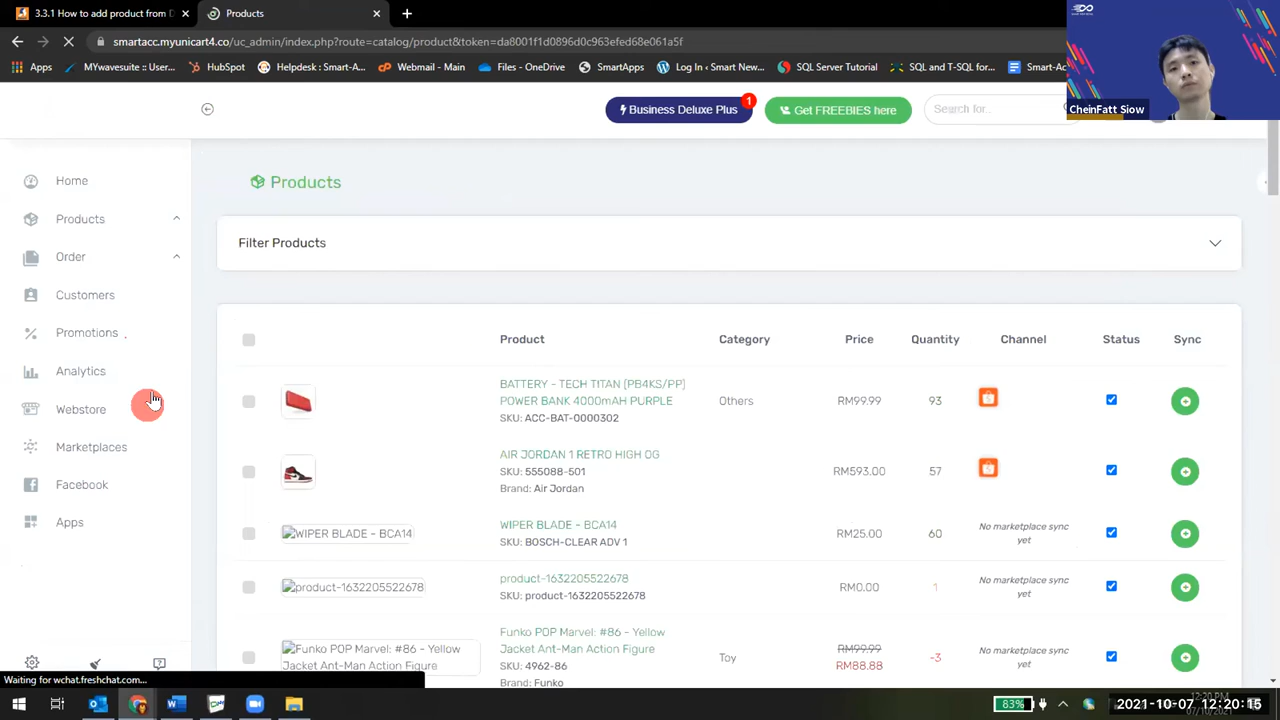 3.3.1 How to add product from D
Products
smartacc.myunicart4.co/uc_admin/index.php?route=catalog/product&token=da8001f1d0896d0c963efed68e061a5f
Apps
MYwavesuite :: User...
HubSpot
Helpdesk : Smart-A...
Webmail - Main
Files - OneDrive
SmartApps
Log In ‹ Smart New...
SQL Server Tutorial
SQL and T-SQL for...
Smart-Ac
CheinFatt Siow
Business Deluxe Plus
1
Get FREEBIES here
Search for..
Home
Products
Order
Customers
Promotions
Analytics
Webstore
Marketplaces
Facebook
Apps
Products
Filter Products
Product Category Price Quantity Channel Status Sync
BATTERY - TECH TITAN (PB4KS/PP)
POWER BANK 4000mAH PURPLE
SKU: ACC-BAT-0000302
Others
RM99.99
93
AIR JORDAN 1 RETRO HIGH OG
SKU: 555088-501
Brand: Air Jordan
RM593.00
57
WIPER BLADE - BCA14
WIPER BLADE - BCA14
SKU: BOSCH-CLEAR ADV 1
RM25.00
60
No marketplace sync
yet
product-1632205522678
product-1632205522678
SKU: product-1632205522678
RM0.00
1
No marketplace sync
yet
Funko POP Marvel: #86 - Yellow
Jacket Ant-Man Action Figure
Funko POP Marvel: #86 - Yellow
Jacket Ant-Man Action Figure
SKU: 4962-86
Brand: Funko
Toy
RM99.99
RM88.88
-3
No marketplace sync
yet
Waiting for wchat.freshchat.com...
83%
2021-10-07 12:20:15